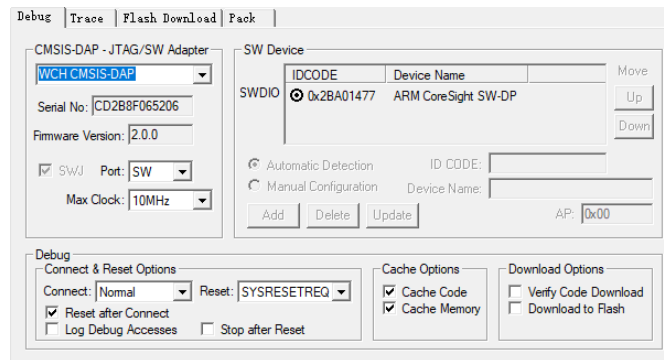 Debug Trace Flash Download Pack
CMSIS-DAP - JTAG/SW Adapter
WCH CMSIS-DAP
Serial No: CD2B8F065206
Firmware Version: 2.0.0
SWJ Port: SW
Max Clock: 10MHz
SW Device
IDCODE Device Name Move
SWDIO 0x2BA01477 ARM CoreSight SW-DP Up
Down
Automatic Detection ID CODE:
Manual Configuration Device Name:
Add Delete Update AP: 0x00
Debug
Connect & Reset Options
Connect: Normal Reset: SYSRESETREQ
Reset after Connect
Log Debug Accesses Stop after Reset
Cache Options
Cache Code
Cache Memory
Download Options
Verify Code Download
Download to Flash